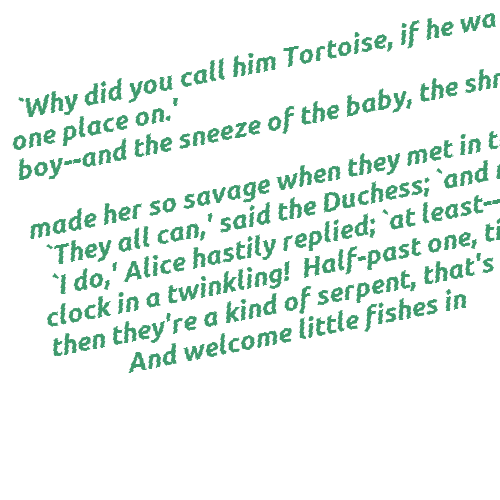 `Why did you call him Tortoise, if he
one place on.'
boy--and the sneeze of the baby, the
made her so savage when they met in
`They all can,' said the Duchess; `and
`I do,' Alice hastily replied; `at least--
clock in a twinkling!  Half-past one,
then they're a kind of serpent, that's
And welcome little fishes in